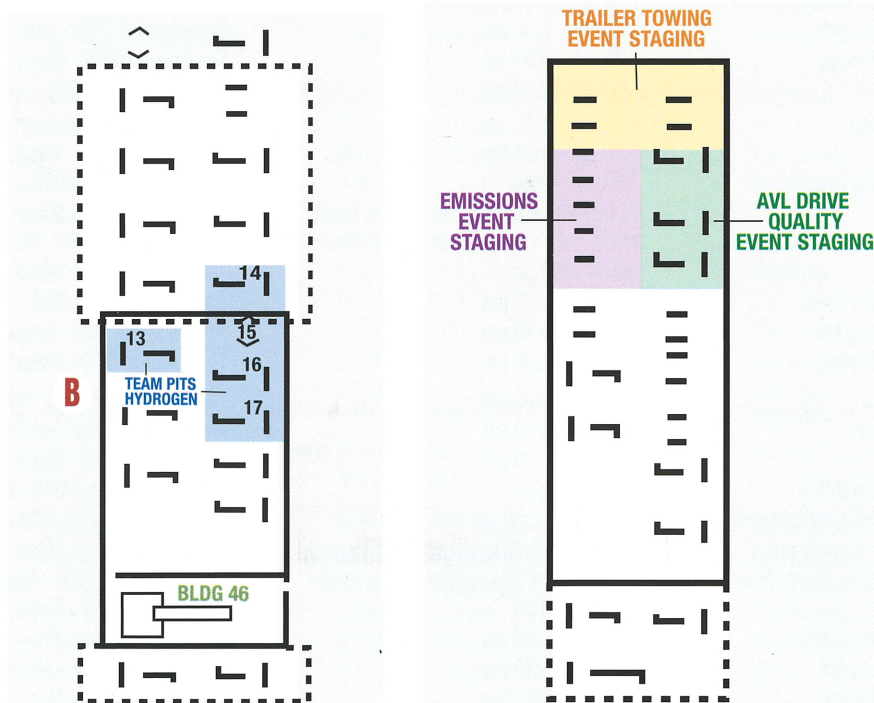 TRAILER TOWING
EVENT STAGING
14
13
15
16
17
B
TEAM PITS
HYDROGEN
BLDG 46
EMISSIONS
EVENT
STAGING
AVL DRIVE
QUALITY
EVENT STAGING